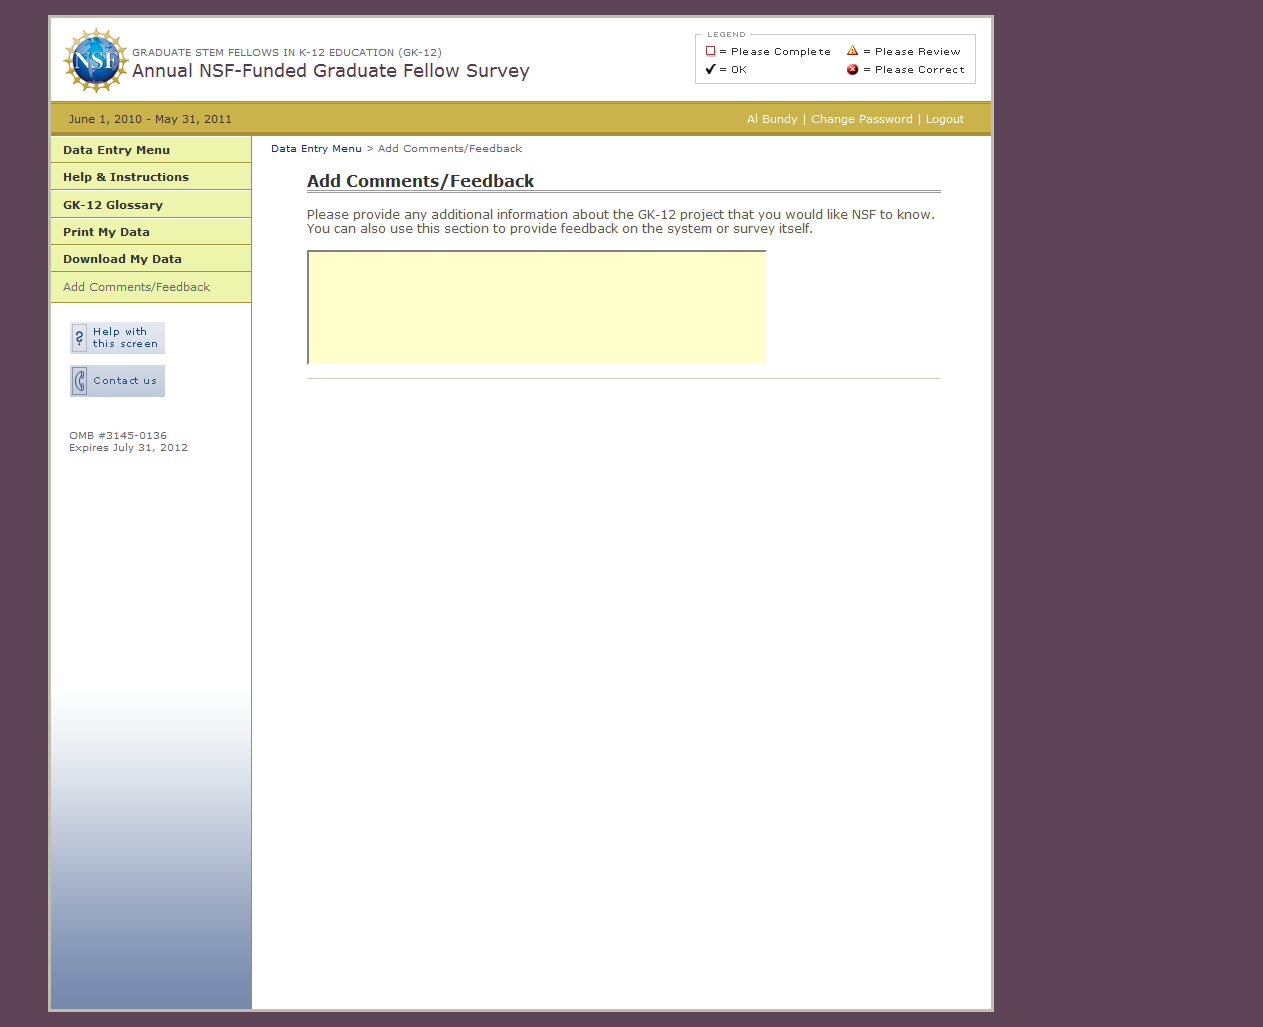 NSF
GRADUATE STEM FELLOWS IN K-12 EDUCATION (GK-12)
Annual NSF-Funded Graduate Fellow Survey
LEGEND
= Please Complete
= Please Review
= OK
= Please Correct
June 1, 2010 - May 31, 2011
Al Bundy | Change Password | Logout
Data Entry Menu
Help & Instructions
GK-12 Glossary
Print My Data
Download My Data
Add Comments/Feedback
? Help with
this screen
Contact us
OMB #3145-0136
Expires July 31, 2012
Data Entry Menu > Add Comments/Feedback
Add Comments/Feedback
Please provide any additional information about the GK-12 project that you would like NSF to know.
You can also use this section to provide feedback on the system or survey itself.